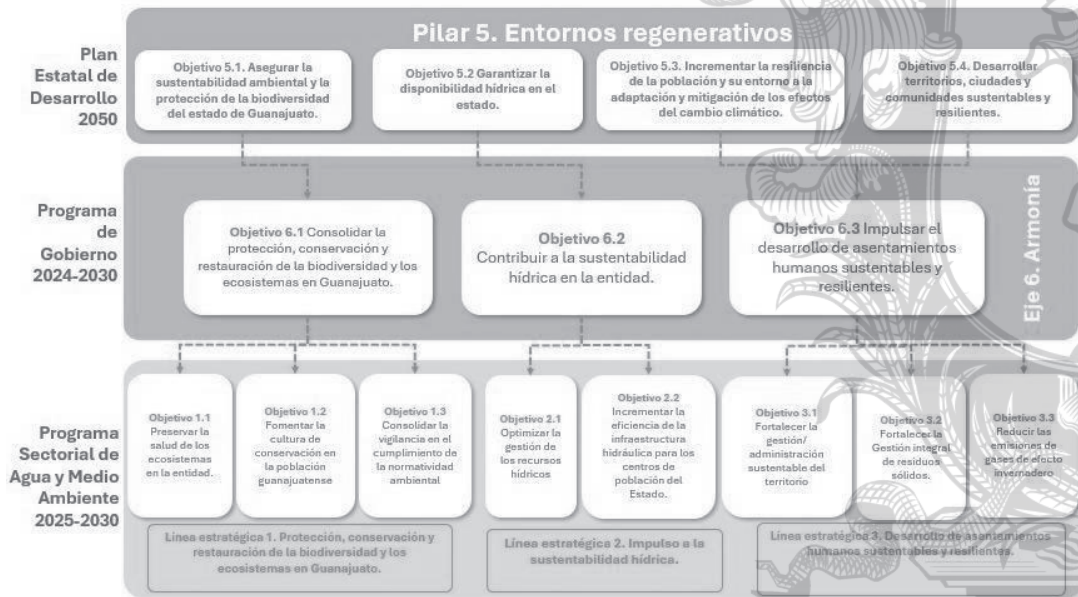 Plan
Estatal de
Desarrollo
2050
Pilar 5. Entornos regenerativos
Objetivo 5.1. Asegurar la
sustentabilidad ambiental y la
protección de la biodiversidad
del estado de Guanajuato.
Objetivo 5.2 Garantizar la
disponibilidad hídrica en el
estado.
Objetivo 5.3. Incrementar la resiliencia
de la población y su entorno a la
adaptación y mitigación de los efectos
del cambio climático.
Objetivo 5.4. Desarrollar
territorios, ciudades y
comunidades sustentables y
resilientes.
Programa
de
Gobierno
2024-2030
Objetivo 6.1 Consolidar la
protección, conservación y
restauración de la biodiversidad y los
ecosistemas en Guanajuato.
Objetivo 6.2
Contribuir a la sustentabilidad
hídrica en la entidad.
Objetivo 6.3 Impulsar el
desarrollo de asentamientos
humanos sustentables y
resilientes.
Eje 6. Armonía
Programa
Sectorial de
Agua y Medio
Ambiente
2025-2030
Objetivo 1.1
Preservar la
salud de los
ecosistemas
en la entidad.
Objetivo 1.2
Fomentar la
cultura de
conservación en
la población
guanajuatense
Objetivo 1.3
Consolidar la
vigilancia en el
cumplimiento de
la normatividad
ambiental
Objetivo 2.1
Optimizar la
gestión de
los recursos
hídricos
Objetivo 2.2
Incrementar la
eficiencia de la
infraestructura
hidráulica para los
centros de
población del
Estado.
Objetivo 3.1
Fortalecer la
gestión/
administración
sustentable del
territorio
Objetivo 3.2
Fortalecer la
Gestión integral
de residuos
sólidos.
Objetivo 3.3
Reducir las
emisiones de
gases de efecto
invernadero
Línea estratégica 1. Protección, conservación y
restauración de la biodiversidad y los
ecosistemas en Guanajuato.
Línea estratégica 2. Impulso a la
sustentabilidad hídrica.
Línea estratégica 3. Desarrollo de asentamientos
humanos sustentables y resilientes.